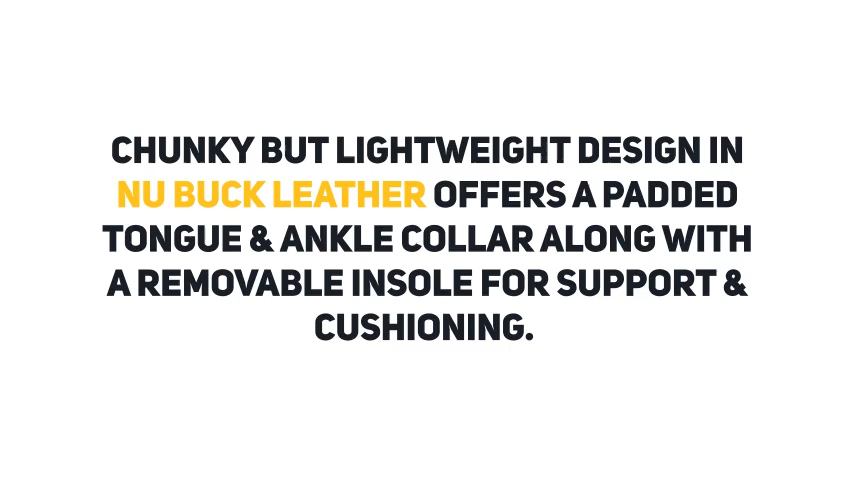 CHUNKY BUT LIGHTWEIGHT DESIGN IN
NU BUCK LEATHER OFFERS A PADDED
TONGUE & ANKLE COLLAR ALONG WITH
A REMOVABLE INSOLE FOR SUPPORT &
CUSHIONING.